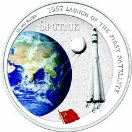 1957 LAUNCH OF THE FIRST SATELLITE
SPUTNIK